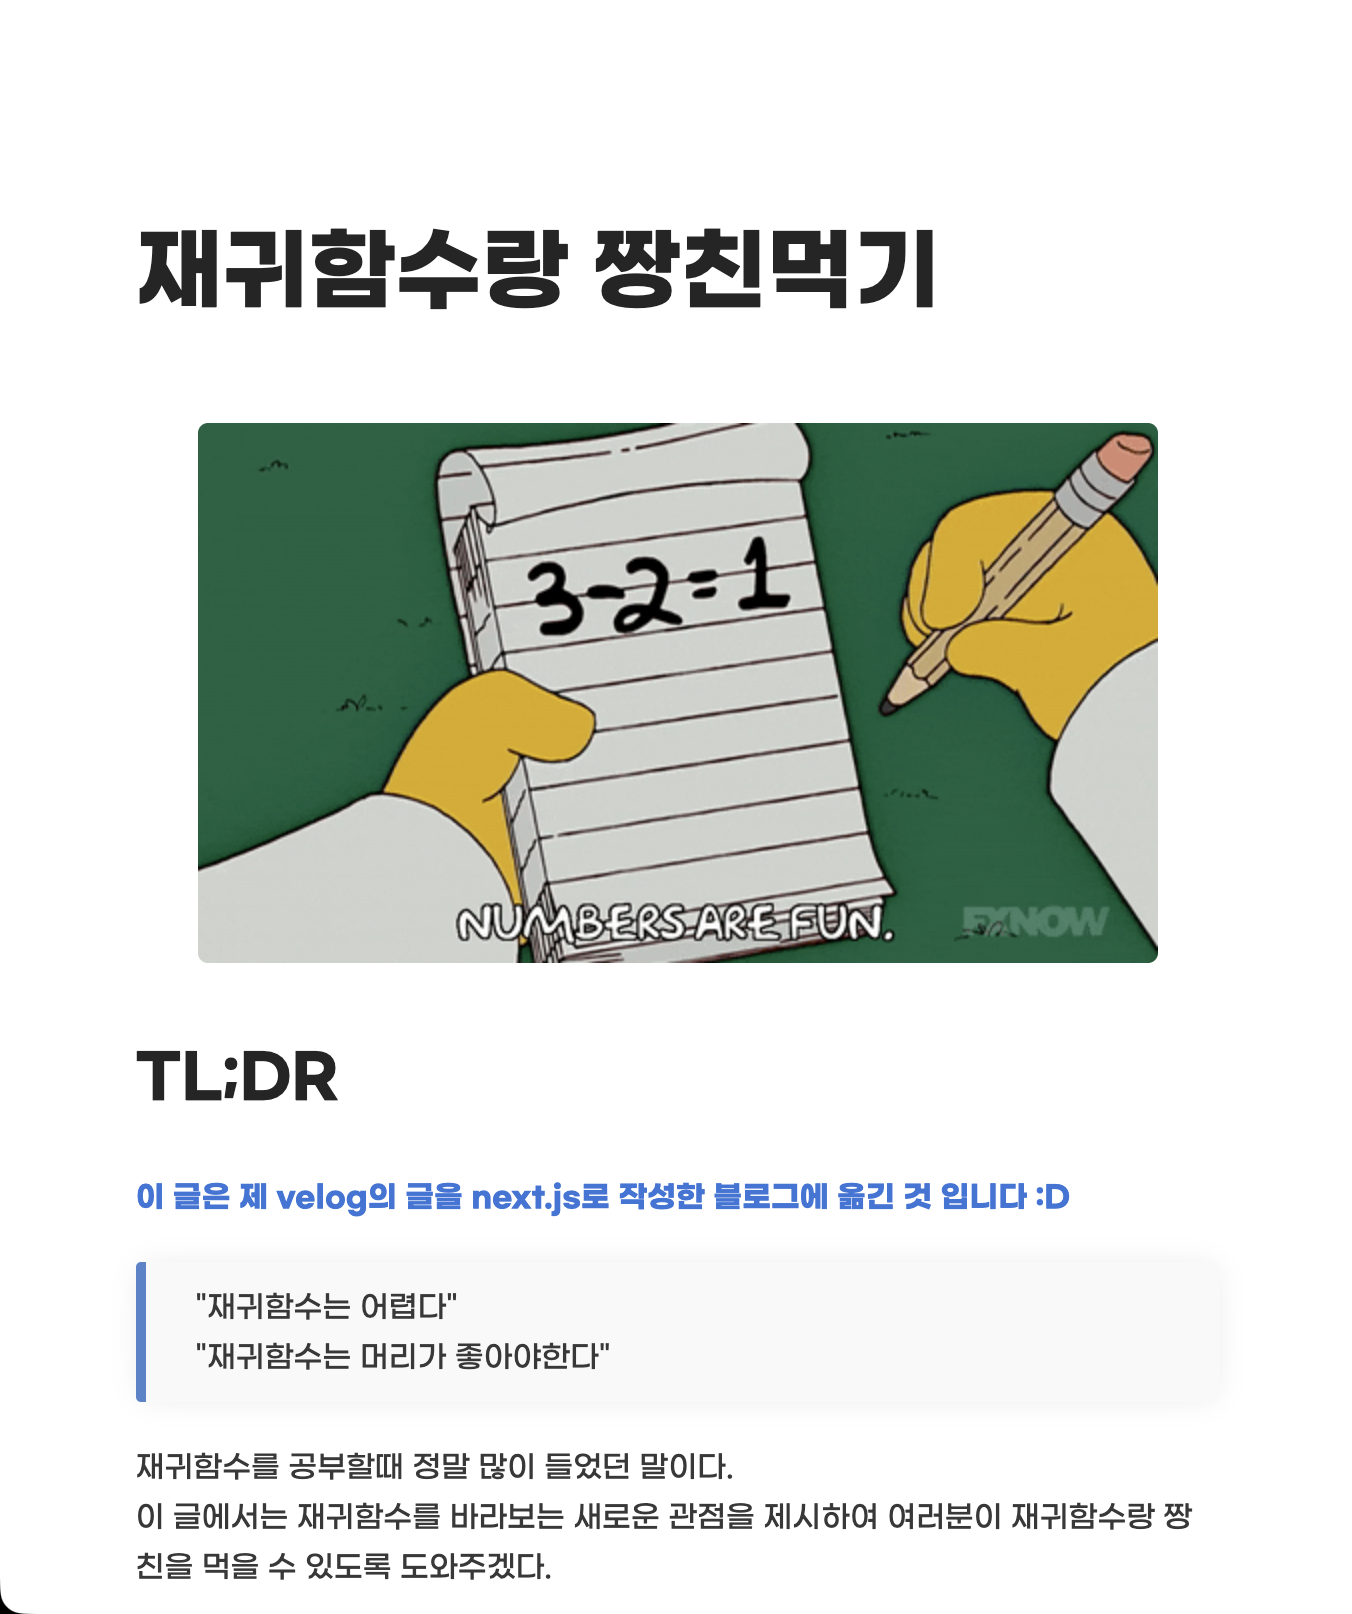 재귀함수랑 짱친먹기
3-2=1
NUMBERS ARE FUN.
FXNOW
TL;DR
이 글은 제 velog의 글을 next.js로 작성한 블로그에 옮긴 것 입니다 :D
"재귀함수는 어렵다"
"재귀함수는 머리가 좋아야한다"
재귀함수를 공부할때 정말 많이 들었던 말이다.
이 글에서는 재귀함수를 바라보는 새로운 관점을 제시하여 여러분이 재귀함수랑 짱
친을 먹을 수 있도록 도와주겠다.